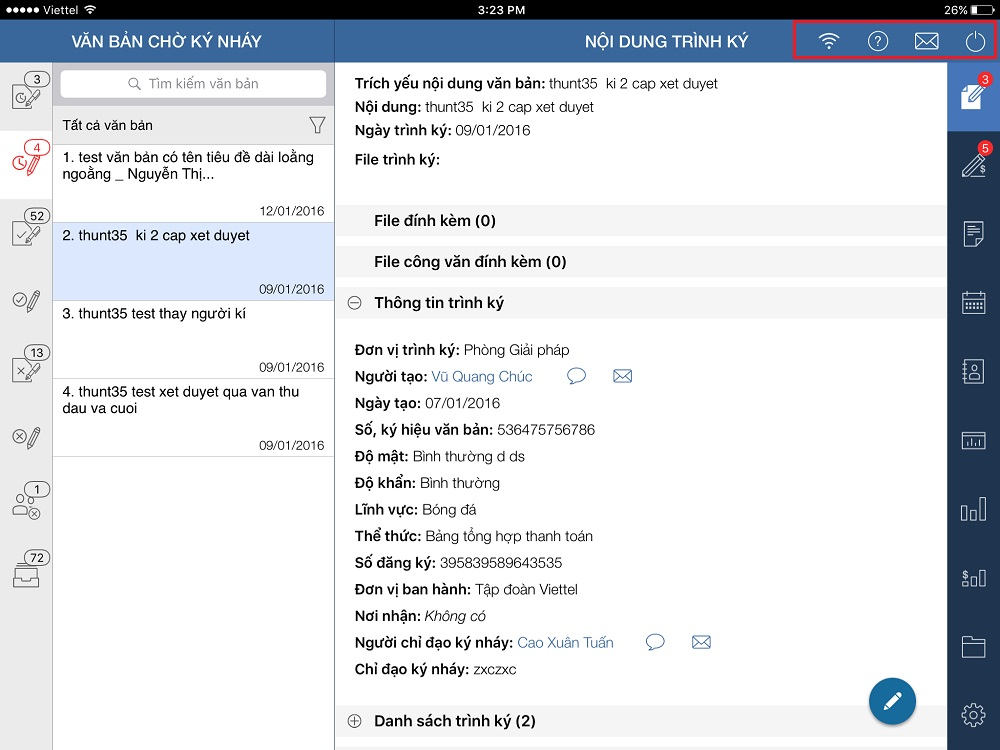 Viettel
3:23 PM
26%
VĂN BẢN CHỜ KÝ NHÁY
NỘI DUNG TRÌNH KÝ
?
3
4
52
13
1
72
Tìm kiếm văn bản
Tất cả văn bản
1. test văn bản có tên tiêu đề dài loằng
ngoằng _ Nguyễn Thị...
12/01/2016
2. thunt35  ki 2 cap xet duyet
09/01/2016
3. thunt35 test thay người kí
09/01/2016
4. thunt35 test xet duyet qua van thu
dau va cuoi
09/01/2016
Trích yếu nội dung văn bản: thunt35  ki 2 cap xet duyet
Nội dung: thunt35  ki 2 cap xet duyet
Ngày trình ký: 09/01/2016
File trình ký:
File đính kèm (0)
File công văn đính kèm (0)
Thông tin trình ký
Đơn vị trình ký: Phòng Giải pháp
Người tạo: Vũ Quang Chúc
Ngày tạo: 07/01/2016
Số, ký hiệu văn bản: 536475756786
Độ mật: Bình thường d ds
Độ khẩn: Bình thường
Lĩnh vực: Bóng đá
Thể thức: Bảng tổng hợp thanh toán
Số đăng ký: 395839589643535
Đơn vị ban hành: Tập đoàn Viettel
Nơi nhận: Không có
Người chỉ đạo ký nháy: Cao Xuân Tuấn
Chỉ đạo ký nháy: zxczxc
Danh sách trình ký (2)
3
5
$
$